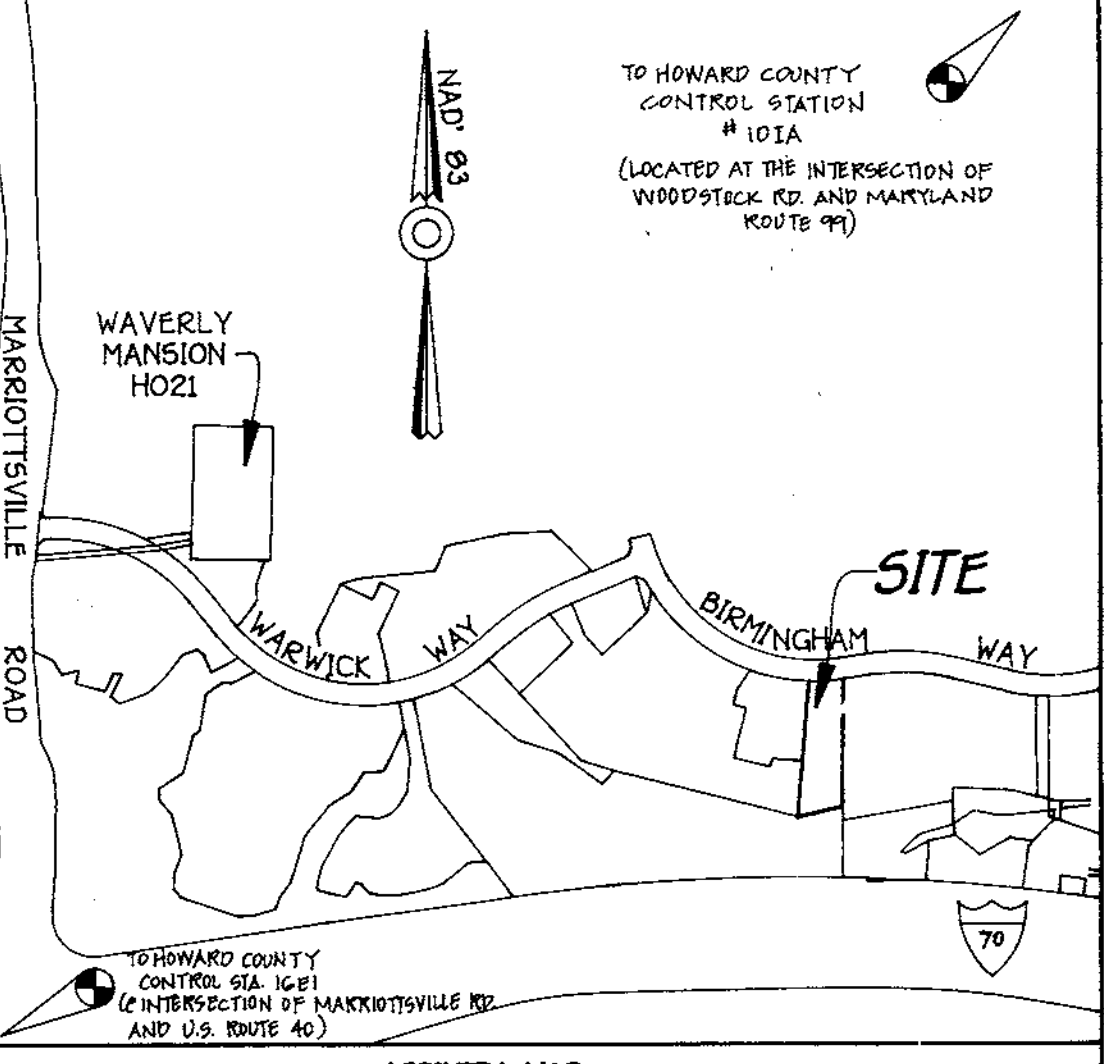 TO HOWARD COUNTY
CONTROL STATION
# 101A
(LOCATED AT THE INTERSECTION OF
WOODSTOCK RD. AND MARYLAND
ROUTE 99)
NAD' 83
WAVERLY
MANSION
HO21
MARRIOTTSVILLE ROAD
SITE
WARWICK WAY
BIRMINGHAM WAY
70
TO HOWARD COUNTY
CONTROL STA. 16E1
(@ INTERSECTION OF MARRIOTTSVILLE RD.
AND U.S. ROUTE 40)